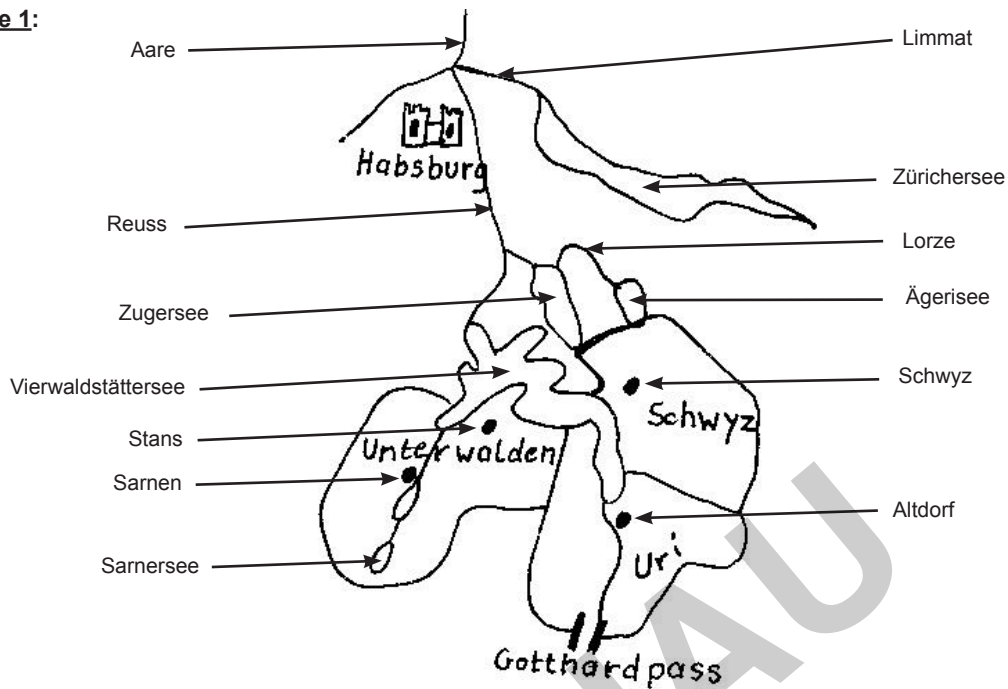 e 1:
Aare
Limmat
Habsburg
Zürichersee
Reuss
Lorze
Zugersee
Ägerisee
Vierwaldstättersee
Schwyz
Schwyz
Stans
Unterwalden
Sarnen
Altdorf
Uri
Sarnersee
Gotthardpass
AU